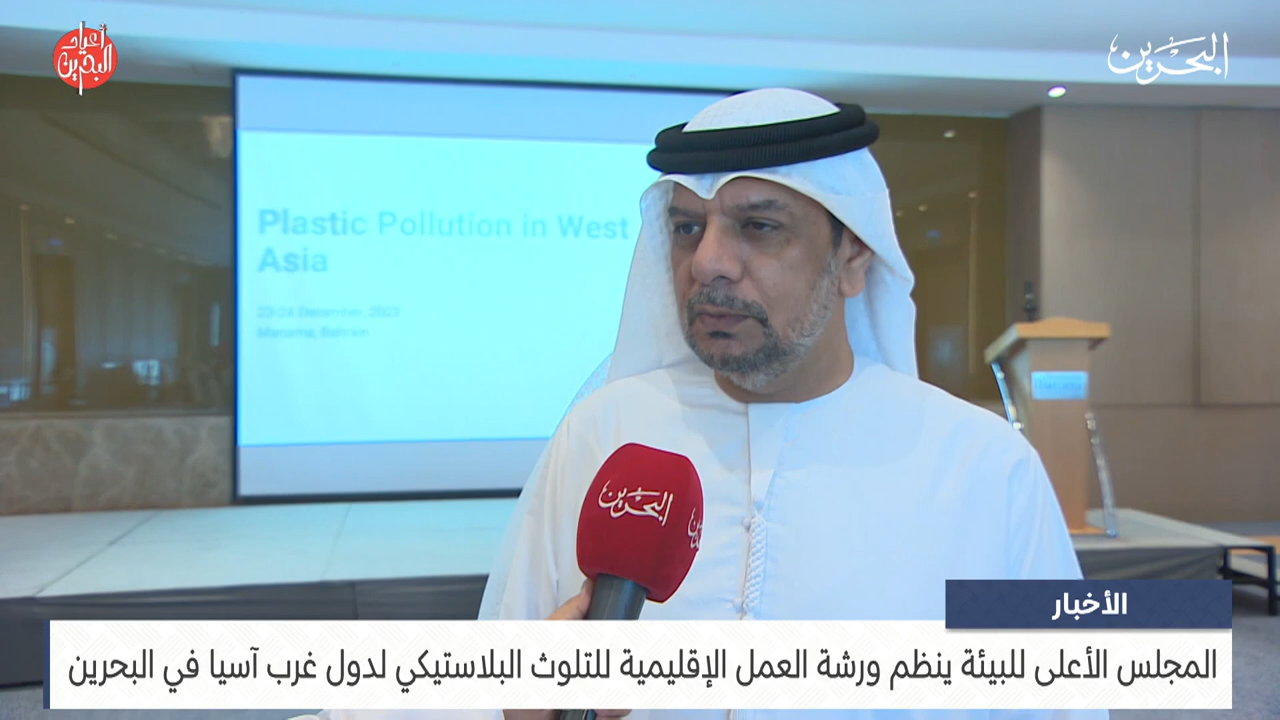 أعياد
البحرين
البحرين
Plastic Pollution in West
Asia
Manama, Bahrain
البحرين
الأخبار
المجلس الأعلى للبيئة ينظم ورشة العمل الإقليمية للتلوث البلاستيكي لدول غرب آسيا في البحرين